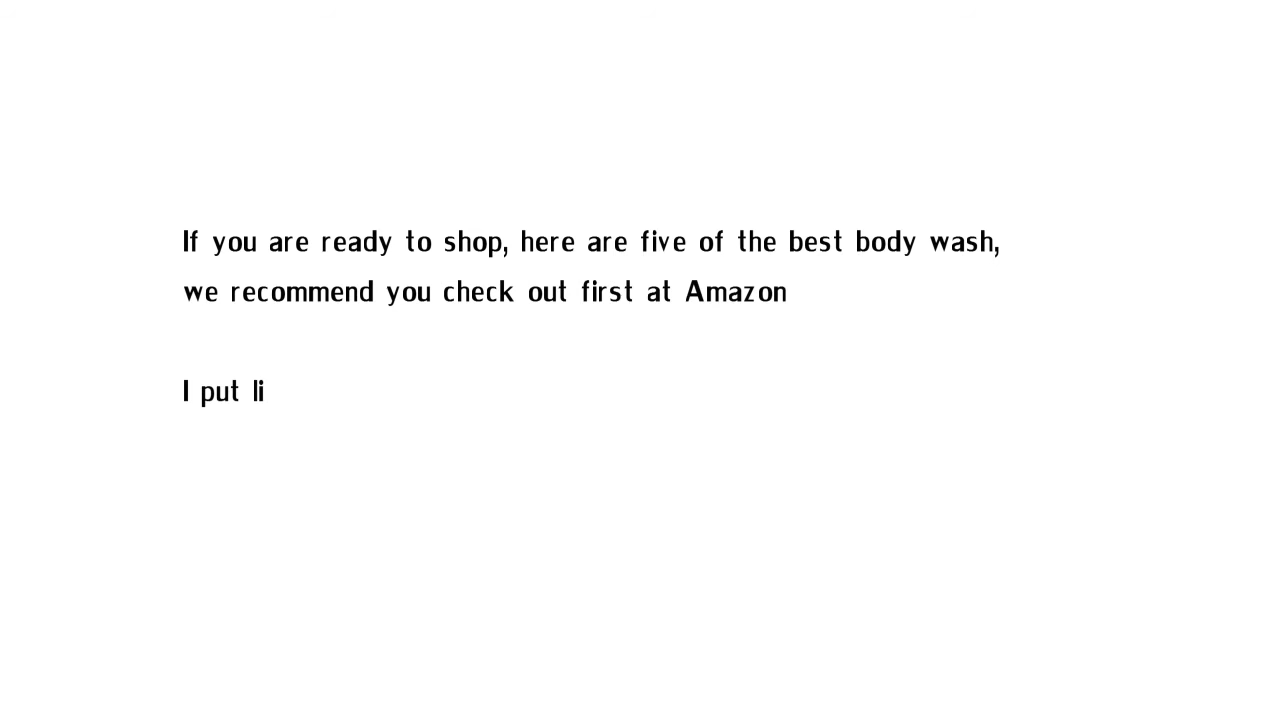 If you are ready to shop, here are five of the best body wash,
we recommend you check out first at Amazon
I put li